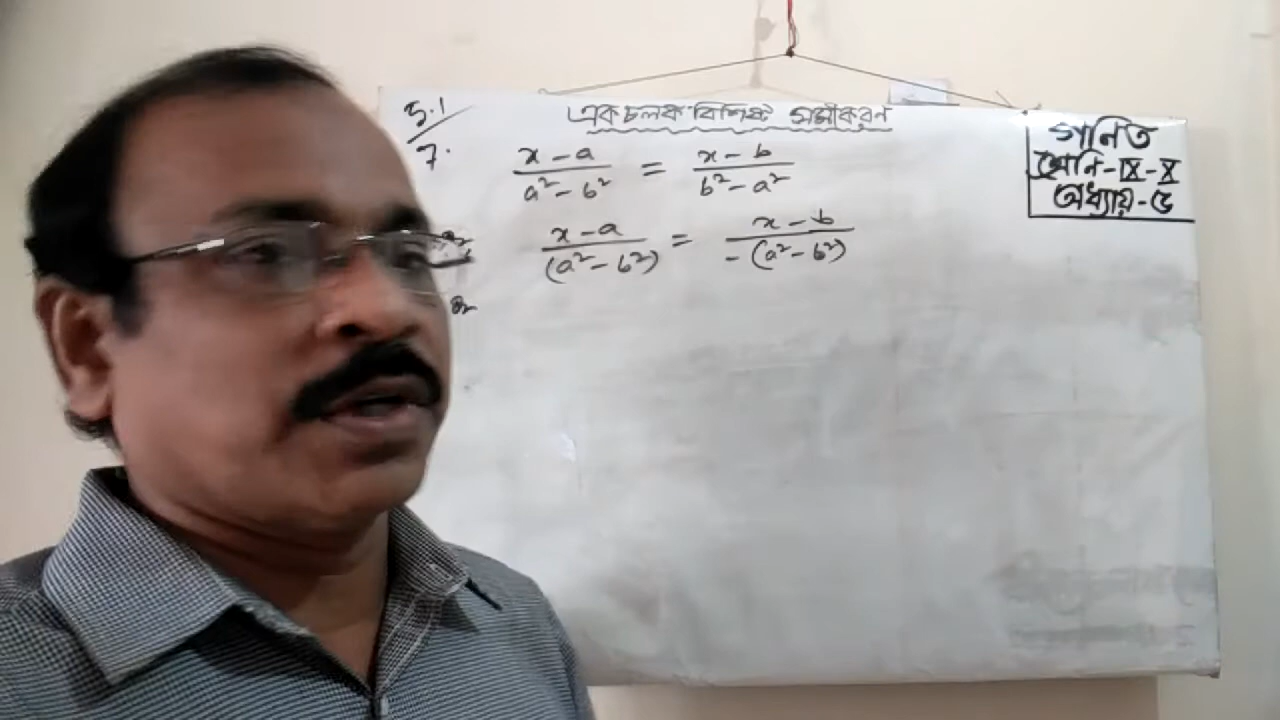 5.1
একচলক বিশিষ্ট সমীকরণ
7. x - a / a² - b² = x - b / b² - a²
বা, x - a / (a² - b²) = x - b / - (a² - b²)
বা
গনিত
শ্রেনি - IX - X
অধ্যায় - ৫